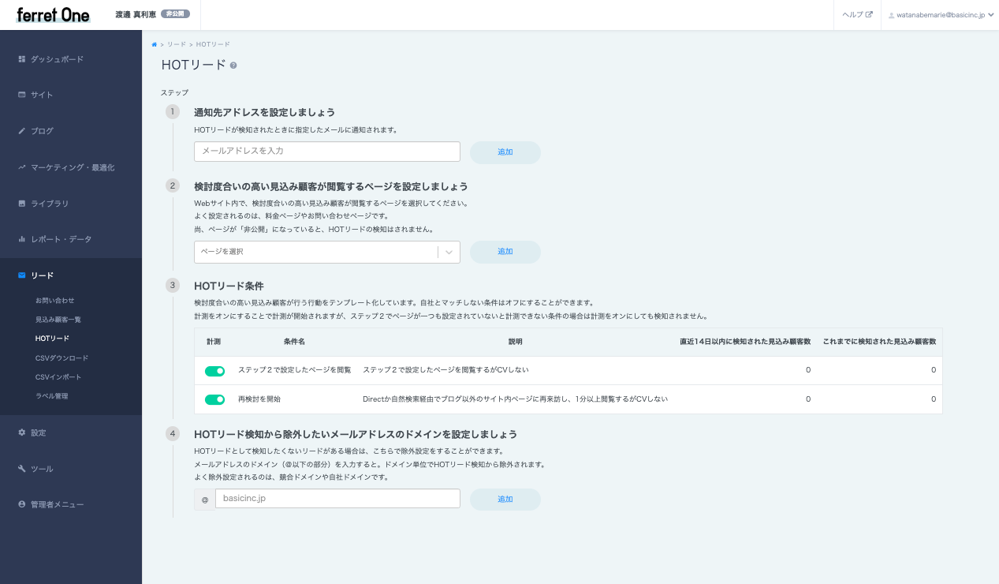 ferret One
渡邉 真利恵 非公開
ヘルプ
watanabemarie@basicinc.jp
ダッシュボード
サイト
ブログ
マーケティング・最適化
ライブラリ
レポート・データ
リード
お問い合わせ
見込み顧客一覧
HOTリード
CSVダウンロード
CSVインポート
ラベル管理
設定
ツール
管理者メニュー
> リード > HOTリード
HOTリード ?
ステップ
1 通知先アドレスを設定しましょう
HOTリードが検知されたときに指定したメールに通知されます。
メールアドレスを入力 追加
2 検討度合いの高い見込み顧客が閲覧するページを設定しましょう
Webサイト内で、検討度合いの高い見込み顧客が閲覧するページを選択してください。
よく設定されるのは、料金ページやお問い合わせページです。
尚、ページが「非公開」になっていると、HOTリードの検知はされません。
ページを選択 追加
3 HOTリード条件
検討度合いの高い見込み顧客が行う行動をテンプレート化しています。自社とマッチしない条件はオフにすることができます。
計測をオンにすることで計測が開始されますが、ステップ２でページが一つも設定されていないと計測できない条件の場合は計測をオンにしても検知されません。
計測 条件名 説明 直近14日以内に検知された見込み顧客数 これまでに検知された見込み顧客数
ステップ２で設定したページを閲覧 ステップ２で設定したページを閲覧するがCVしない 0 0
再検討を開始 Directか自然検索経由でブログ以外のサイト内ページに再来訪し、1分以上閲覧するがCVしない 0 0
4 HOTリード検知から除外したいメールアドレスのドメインを設定しましょう
HOTリードとして検知したくないリードがある場合は、こちらで除外設定をすることができます。
メールアドレスのドメイン（@以下の部分）を入力すると。ドメイン単位でHOTリード検知から除外されます。
よく除外設定されるのは、競合ドメインや自社ドメインです。
@ basicinc.jp 追加